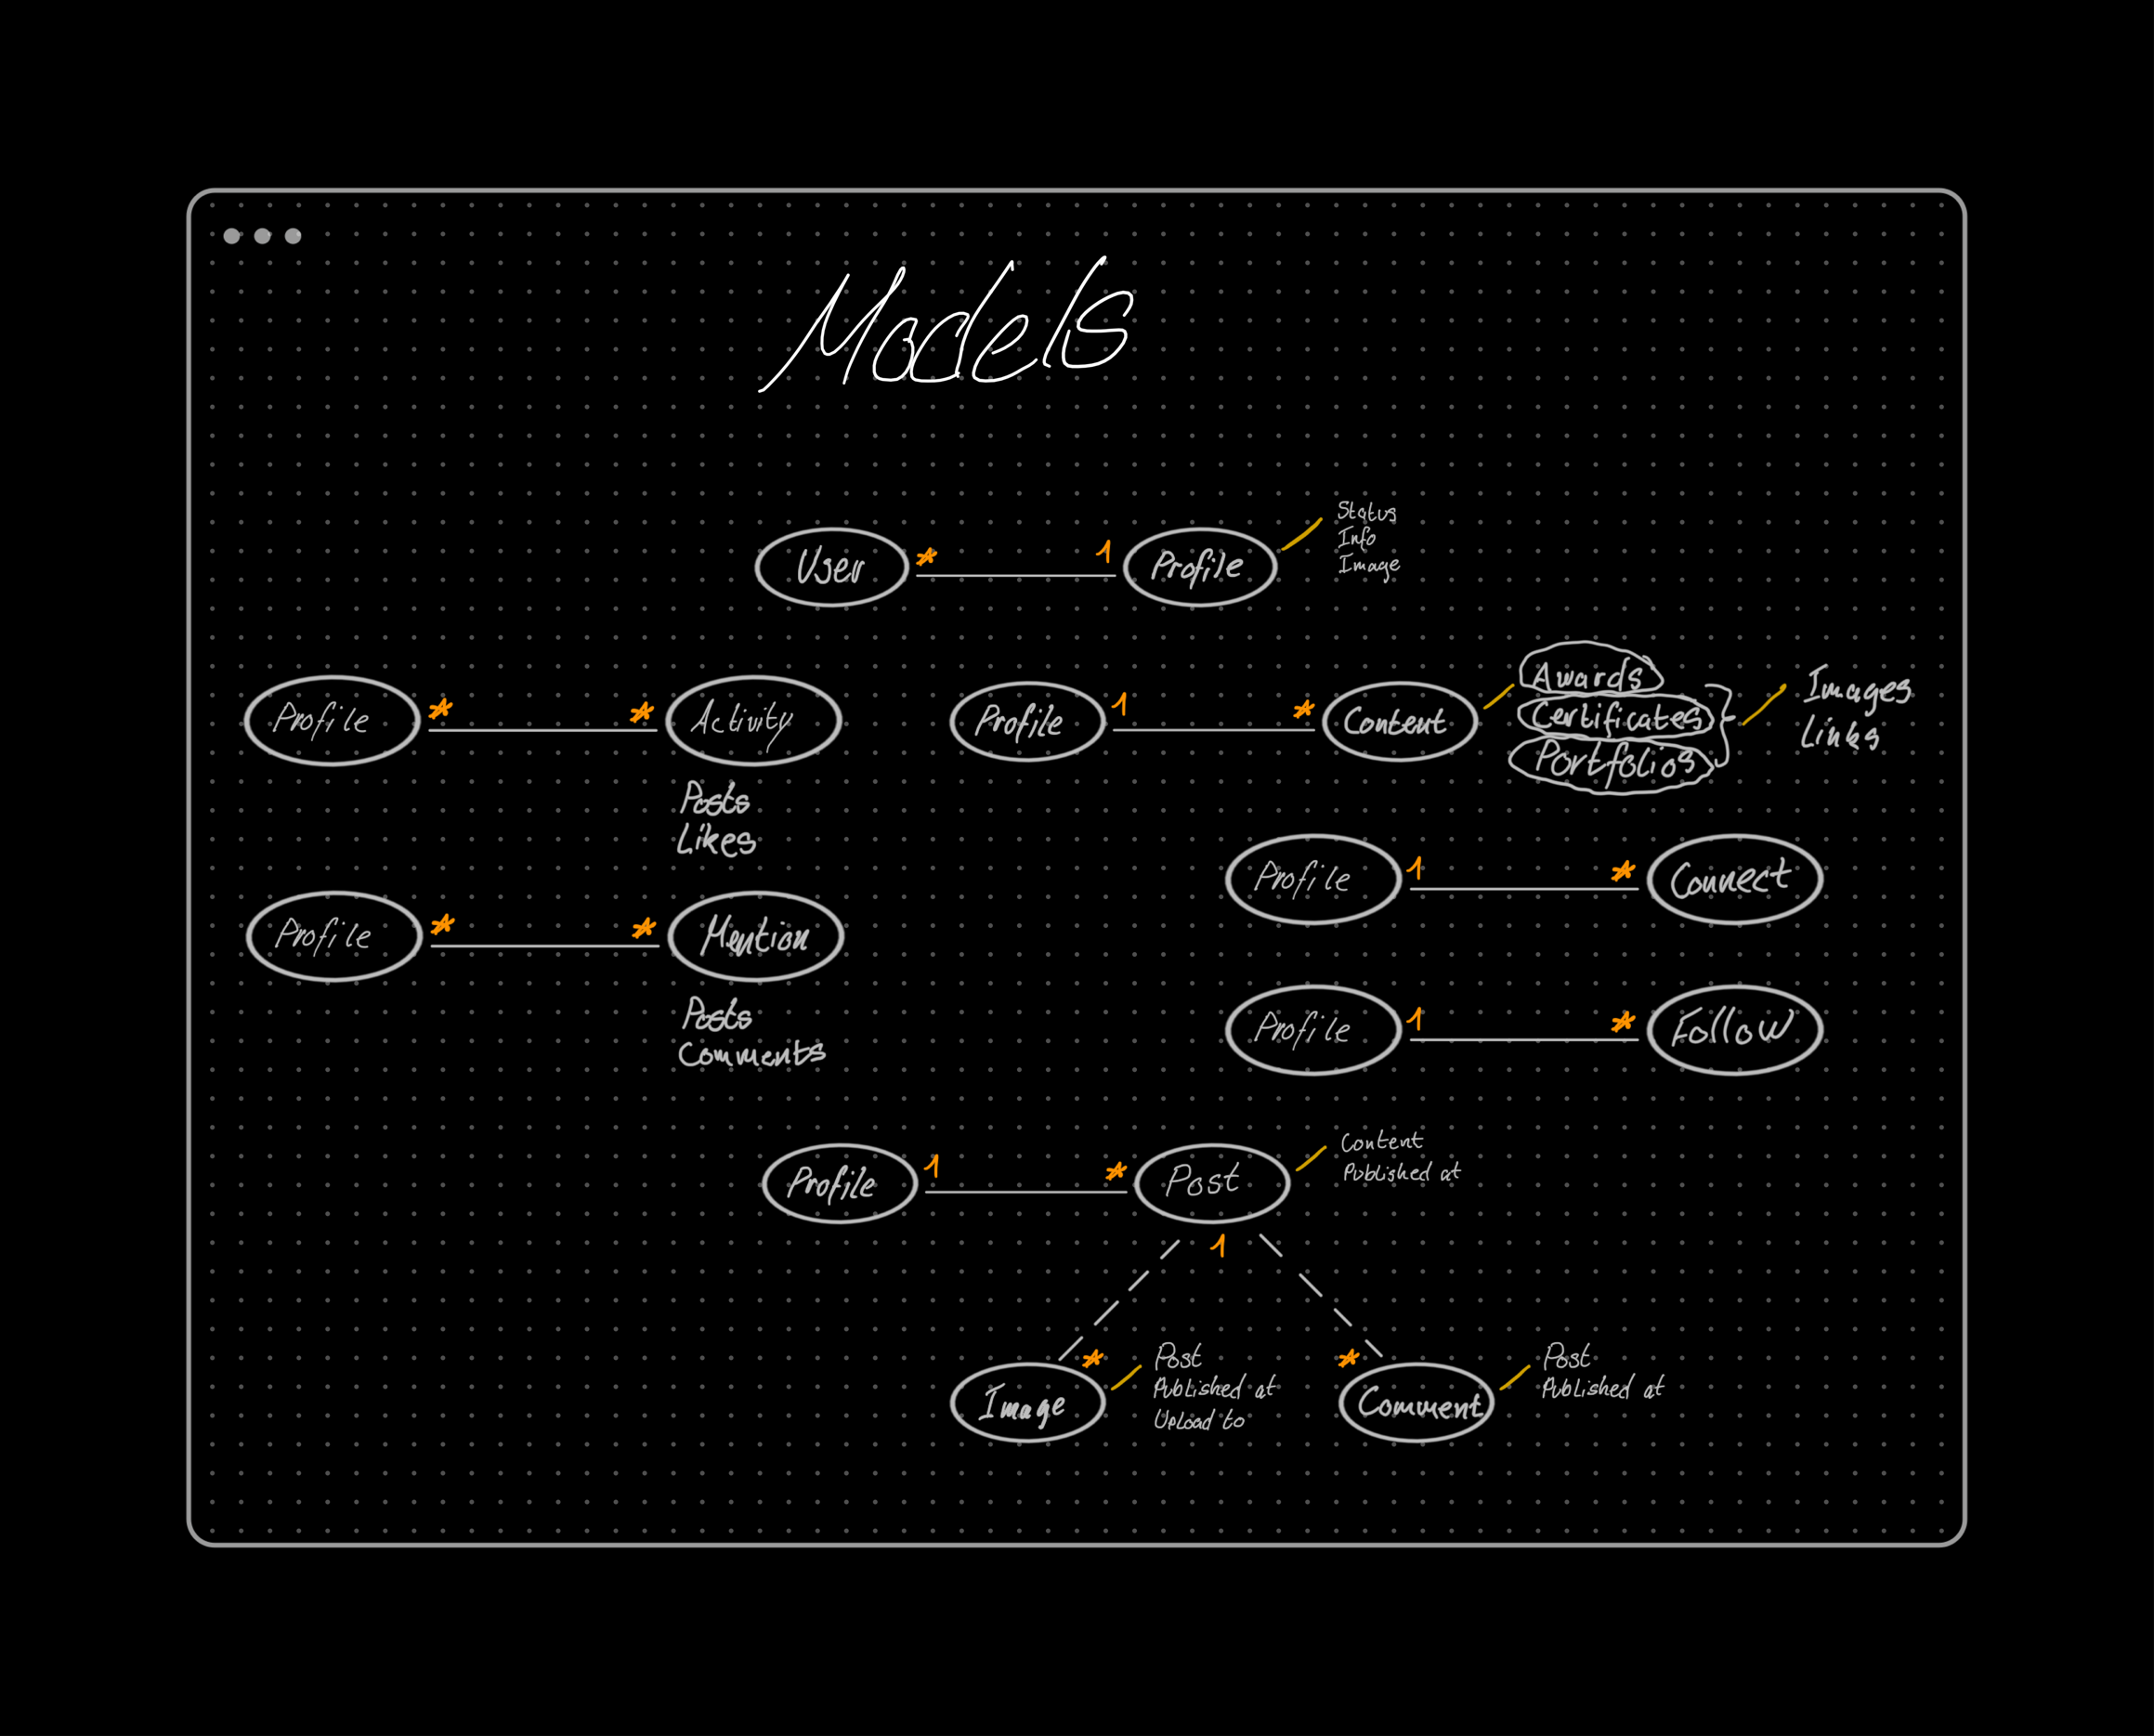 Models
User * 1 Profile
Status
Info
Image
Profile * * Activity
Posts
Likes
Profile 1 * Content
Awards
Certificates
Portfolios
Images
Links
Profile * * Mention
Posts
Comments
Profile 1 * Connect
Profile 1 * Follow
Profile 1 * Post
Content
Published at
1
* Image
Post
Published at
Upload to
* Comment
Post
Published at